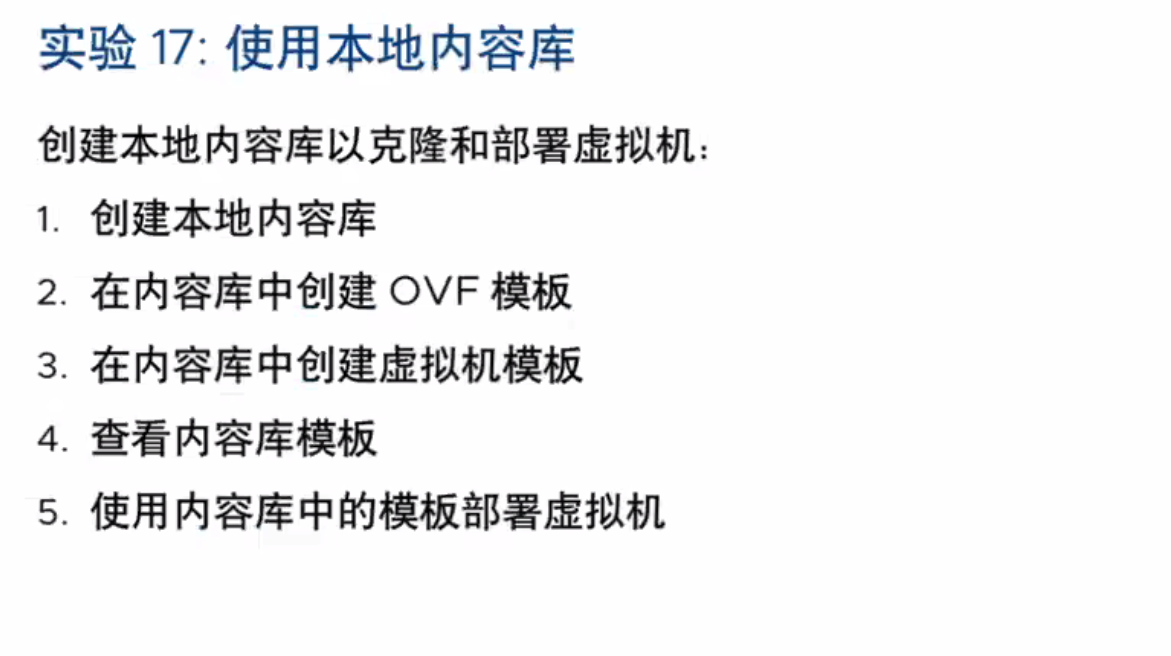 实验 17: 使用本地内容库
创建本地内容库以克隆和部署虚拟机：
1. 创建本地内容库
2. 在内容库中创建 OVF 模板
3. 在内容库中创建虚拟机模板
4. 查看内容库模板
5. 使用内容库中的模板部署虚拟机